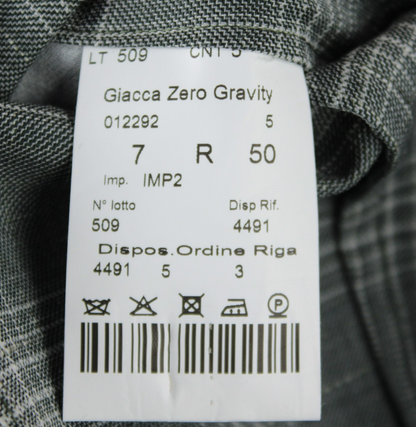 LT 509 CNT 5
Giacca Zero Gravity
012292 5
7 R 50
Imp. IMP2
N° lotto Disp Rif.
509 4491
Dispos.Ordine Riga
4491 5 3
P